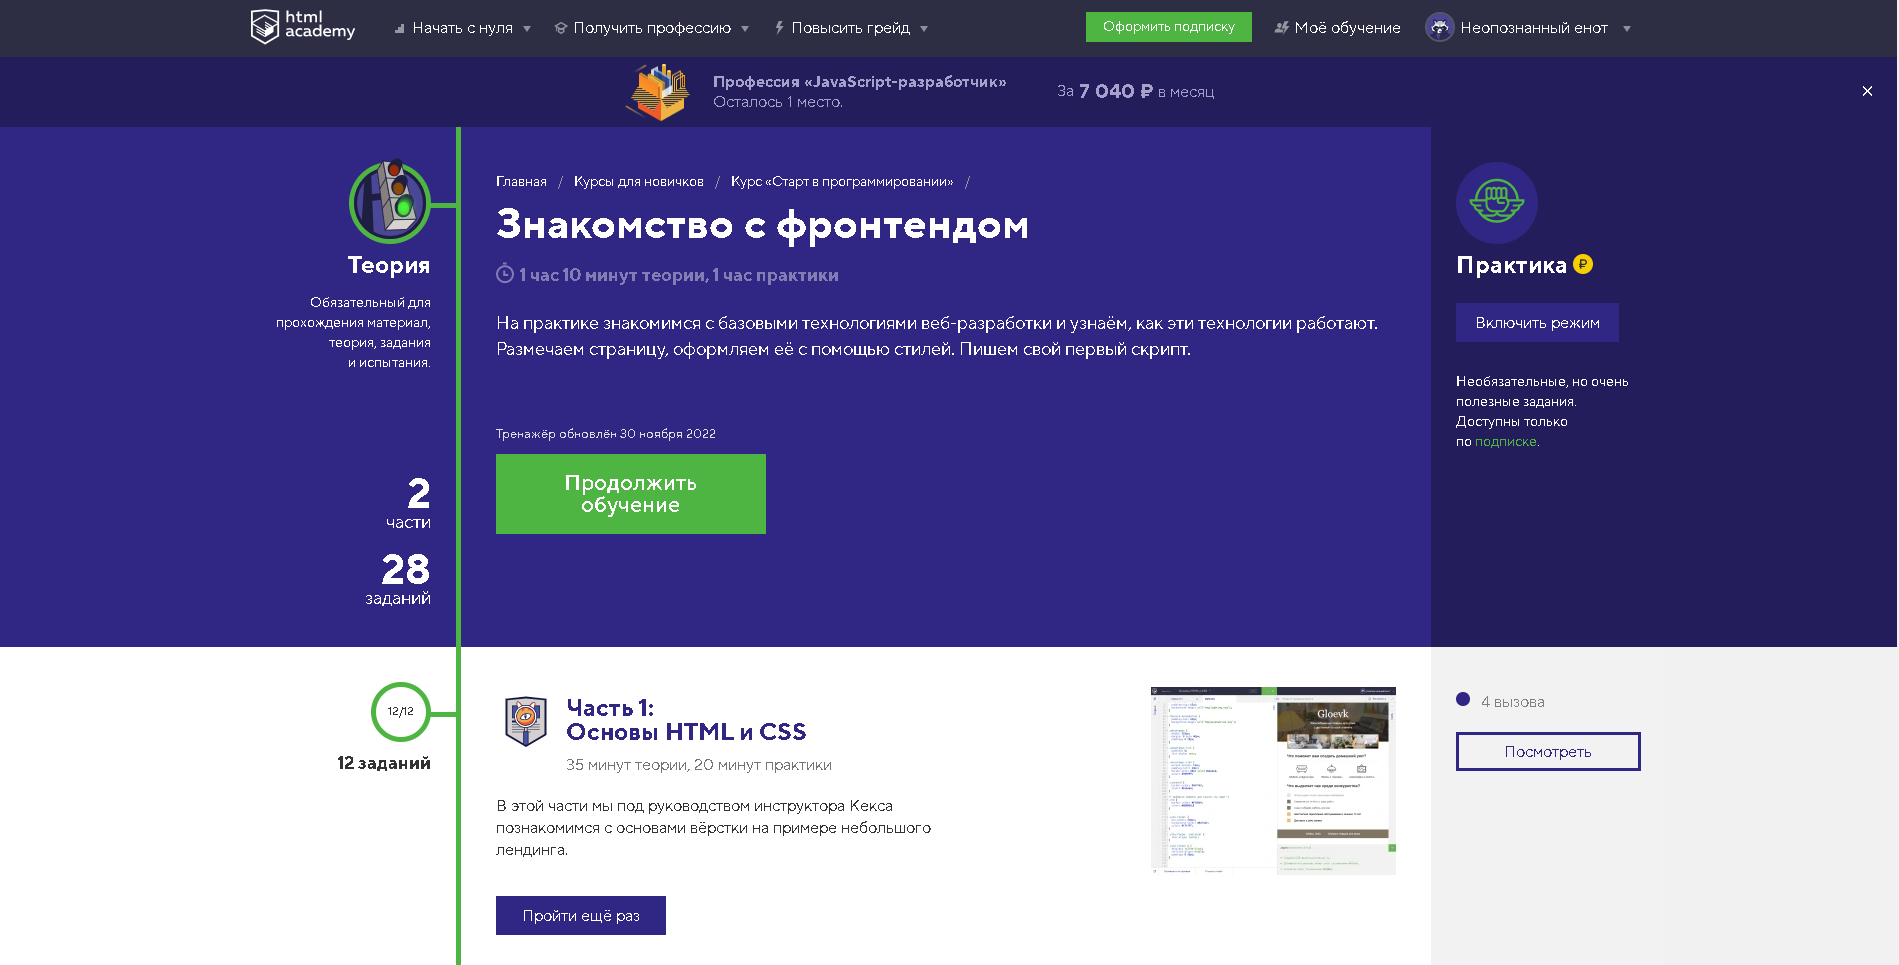 html
academy
Начать с нуля
Получить профессию
Повысить грейд
Оформить подписку
Моё обучение
Неопознанный енот
Профессия «JavaScript-разработчик»
Осталось 1 место.
За 7 040 ₽ в месяц
Теория
Обязательный для
прохождения материал,
теория, задания
и испытания.
2
части
28
заданий
Главная / Курсы для новичков / Курс «Старт в программировании» /
Знакомство с фронтендом
1 час 10 минут теории, 1 час практики
На практике знакомимся с базовыми технологиями веб-разработки и узнаём, как эти технологии работают.
Размечаем страницу, оформляем её с помощью стилей. Пишем свой первый скрипт.
Тренажёр обновлён 30 ноября 2022
Продолжить
обучение
Практика ₽
Включить режим
Необязательные, но очень
полезные задания.
Доступны только
по подписке.
12/12
12 заданий
Часть 1:
Основы HTML и CSS
35 минут теории, 20 минут практики
В этой части мы под руководством инструктора Кекса
познакомимся с основами вёрстки на примере небольшого
лендинга.
Пройти ещё раз
Gloevk
4 вызова
Посмотреть